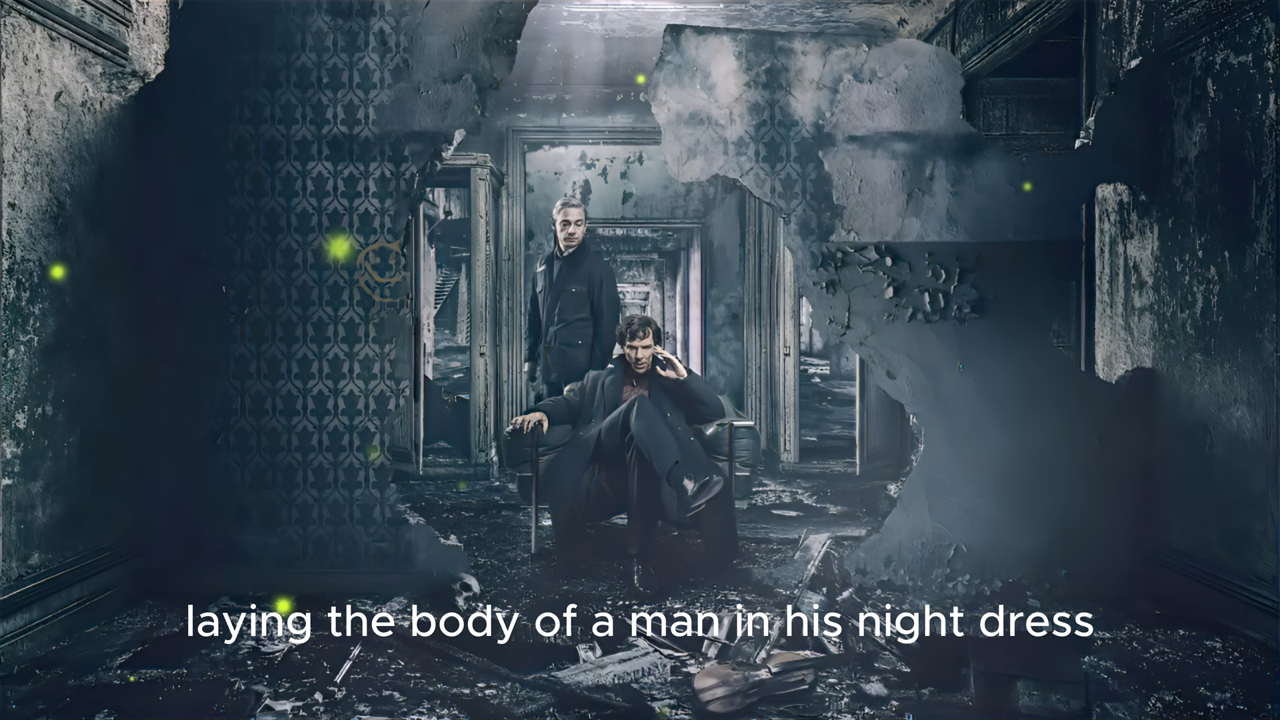 laying the body of a man in his night dress